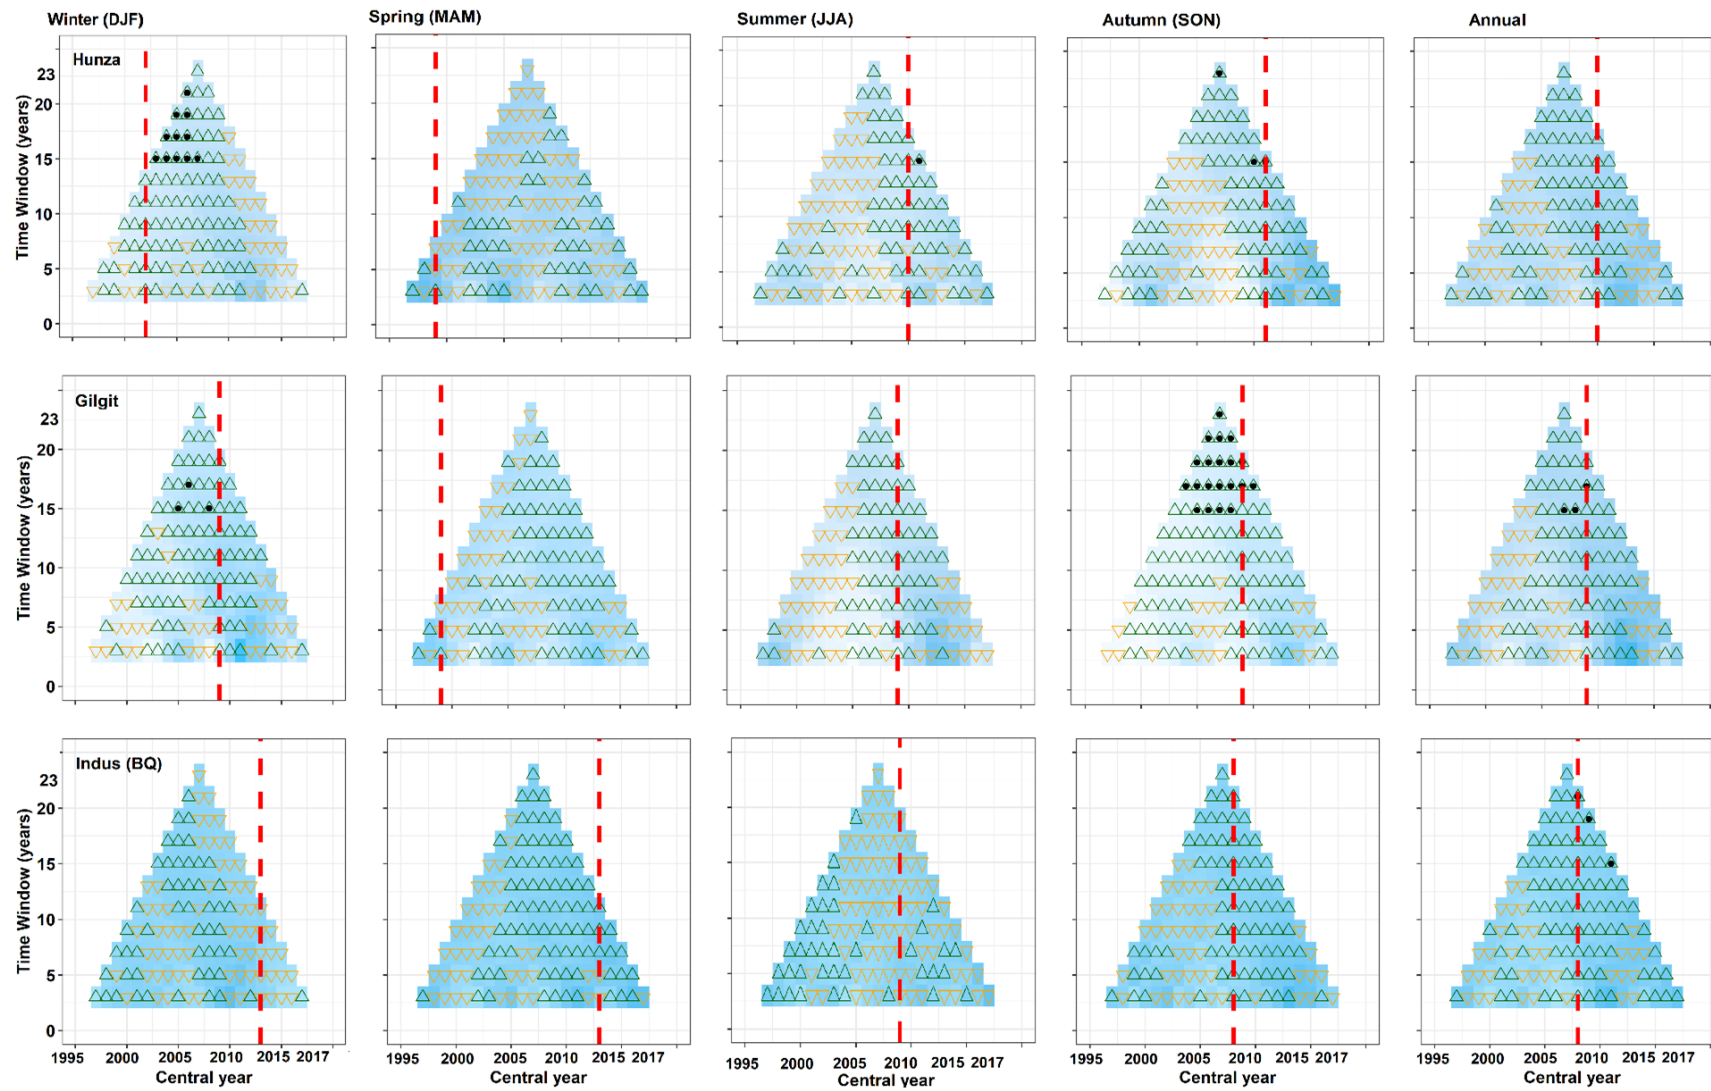 Winter (DJF) Spring (MAM) Summer (JJA) Autumn (SON) Annual
Hunza
Time Window (years)
23
20
15
10
5
0
Gilgit
Time Window (years)
23
20
15
10
5
0
Indus (BQ)
Time Window (years)
23
20
15
10
5
0
1995 2000 2005 2010 2015 2017 1995 2000 2005 2010 2015 2017 1995 2000 2005 2010 2015 2017 1995 2000 2005 2010 2015 2017 1995 2000 2005 2010 2015 2017
Central year Central year Central year Central year Central year